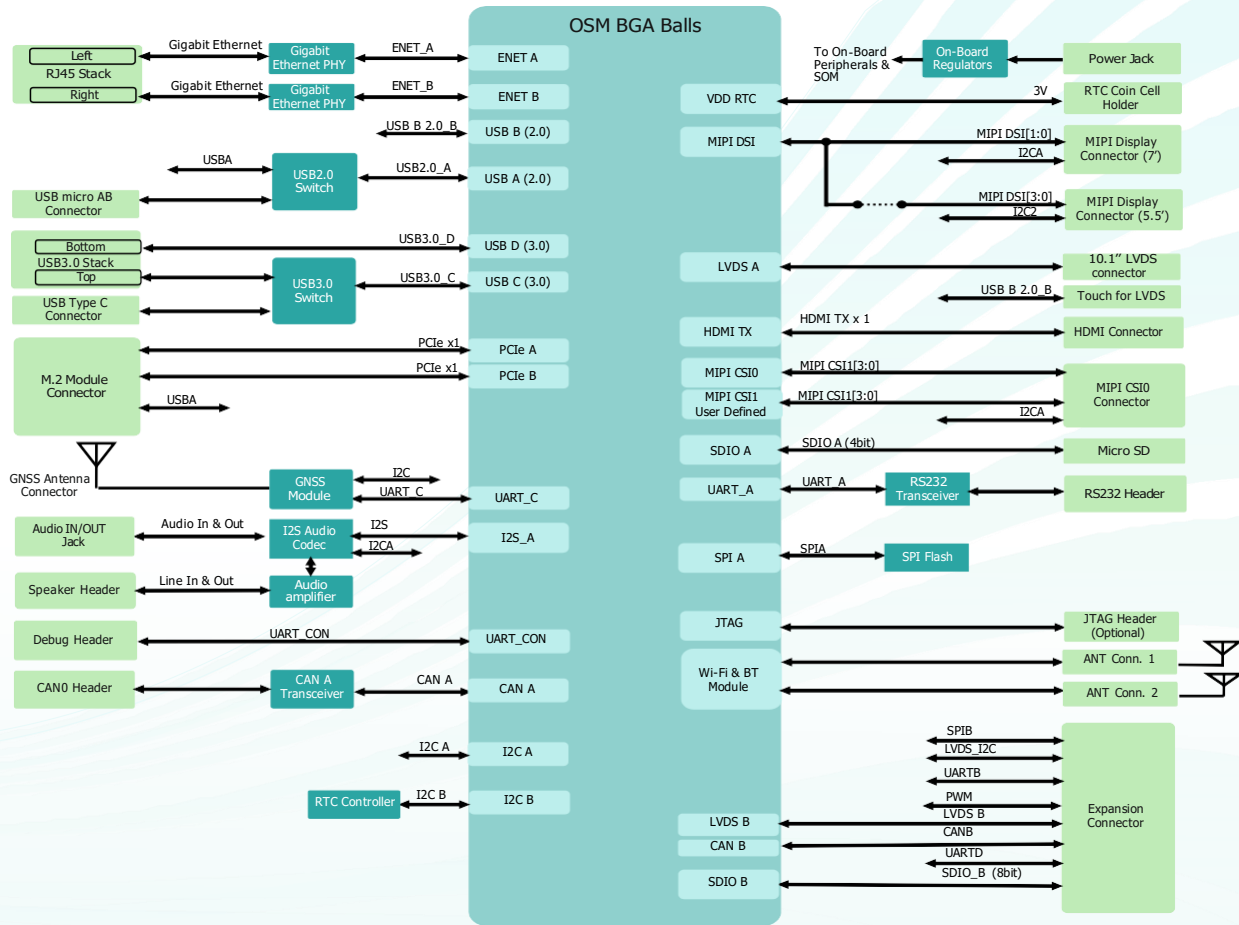 OSM BGA Balls
Left
RJ45 Stack
Right
Gigabit Ethernet
Gigabit
Ethernet PHY
ENET_A
ENET A
Gigabit Ethernet
Gigabit
Ethernet PHY
ENET_B
ENET B
USB B 2.0_B
USB B (2.0)
USBA
USB2.0
Switch
USB2.0_A
USB A (2.0)
USB micro AB
Connector
Bottom
USB3.0 Stack
Top
USB3.0_D
USB D (3.0)
USB3.0
Switch
USB3.0_C
USB C (3.0)
USB Type C
Connector
M.2 Module
Connector
PCIe x1
PCIe A
PCIe x1
PCIe B
USBA
GNSS Antenna
Connector
GNSS
Module
I2C
UART_C
UART_C
Audio IN/OUT
Jack
Audio In & Out
I2S Audio
Codec
I2S
I2CA
I2S_A
Speaker Header
Line In & Out
Audio
amplifier
Debug Header
UART_CON
UART_CON
CAN0 Header
CAN A
Transceiver
CAN A
CAN A
I2C A
I2C A
RTC Controller
I2C B
I2C B
To On-Board
Peripherals &
SOM
On-Board
Regulators
Power Jack
VDD RTC
3V
RTC Coin Cell
Holder
MIPI DSI
MIPI DSI[1:0]
I2CA
MIPI Display
Connector (7’)
MIPI DSI[3:0]
I2C2
MIPI Display
Connector (5.5’)
LVDS A
10.1” LVDS
connector
USB B 2.0_B
Touch for LVDS
HDMI TX
HDMI TX x 1
HDMI Connector
MIPI CSI0
MIPI CSI1[3:0]
MIPI CSI1
User Defined
MIPI CSI1[3:0]
I2CA
MIPI CSI0
Connector
SDIO A
SDIO A (4bit)
Micro SD
UART_A
UART_A
RS232
Transceiver
RS232 Header
SPI A
SPIA
SPI Flash
JTAG
JTAG Header
(Optional)
Wi-Fi & BT
Module
ANT Conn. 1
ANT Conn. 2
SPIB
LVDS_I2C
UARTB
PWM
LVDS B
LVDS B
CANB
CAN B
UARTD
SDIO_B (8bit)
SDIO B
Expansion
Connector